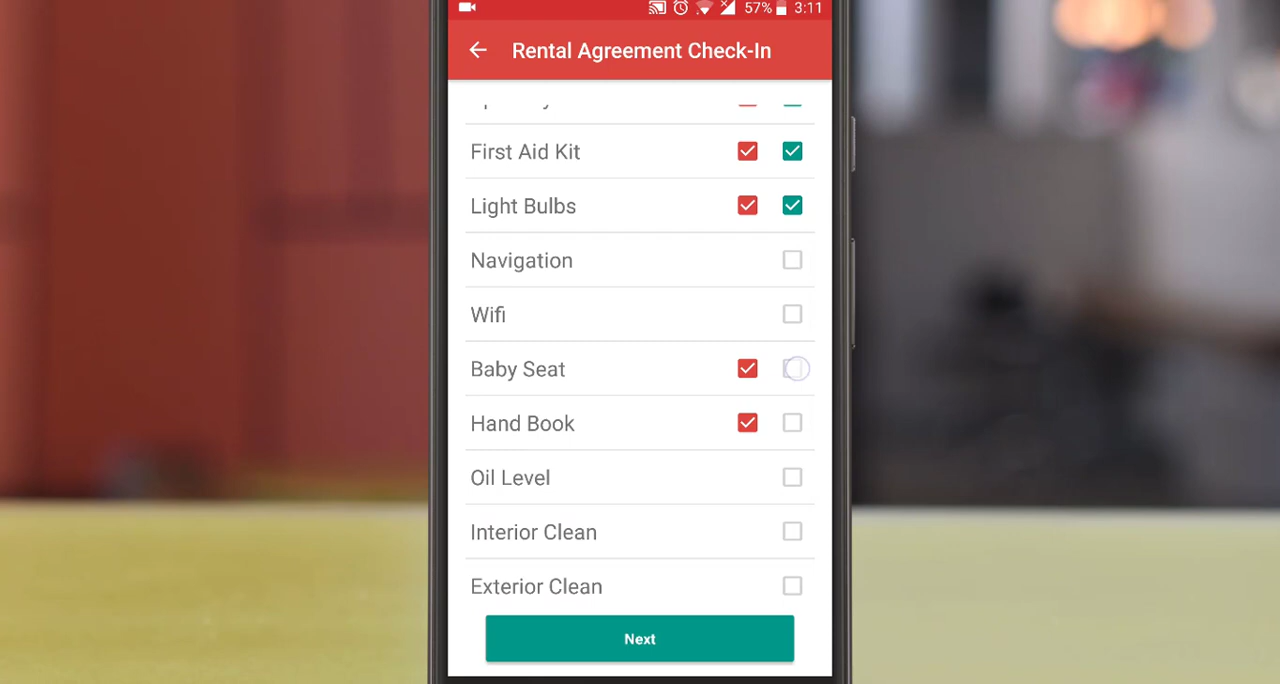 57% 3:11
Rental Agreement Check-In
First Aid Kit
Light Bulbs
Navigation
Wifi
Baby Seat
Hand Book
Oil Level
Interior Clean
Exterior Clean
Next